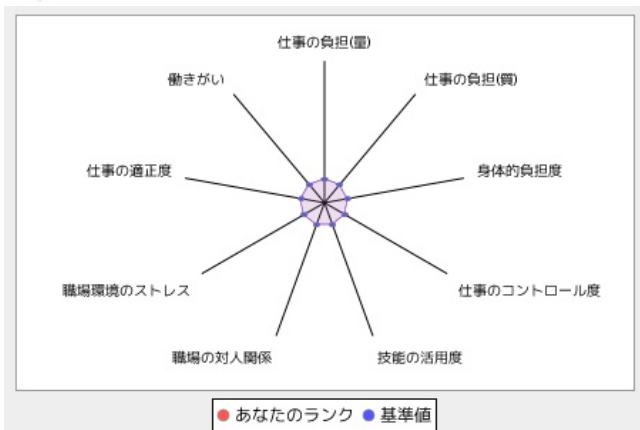 仕事の負担(量)
働きがい
仕事の負担(質)
仕事の適正度
身体的負担度
職場環境のストレス
仕事のコントロール度
職場の対人関係
技能の活用度
あなたのランク 基準値